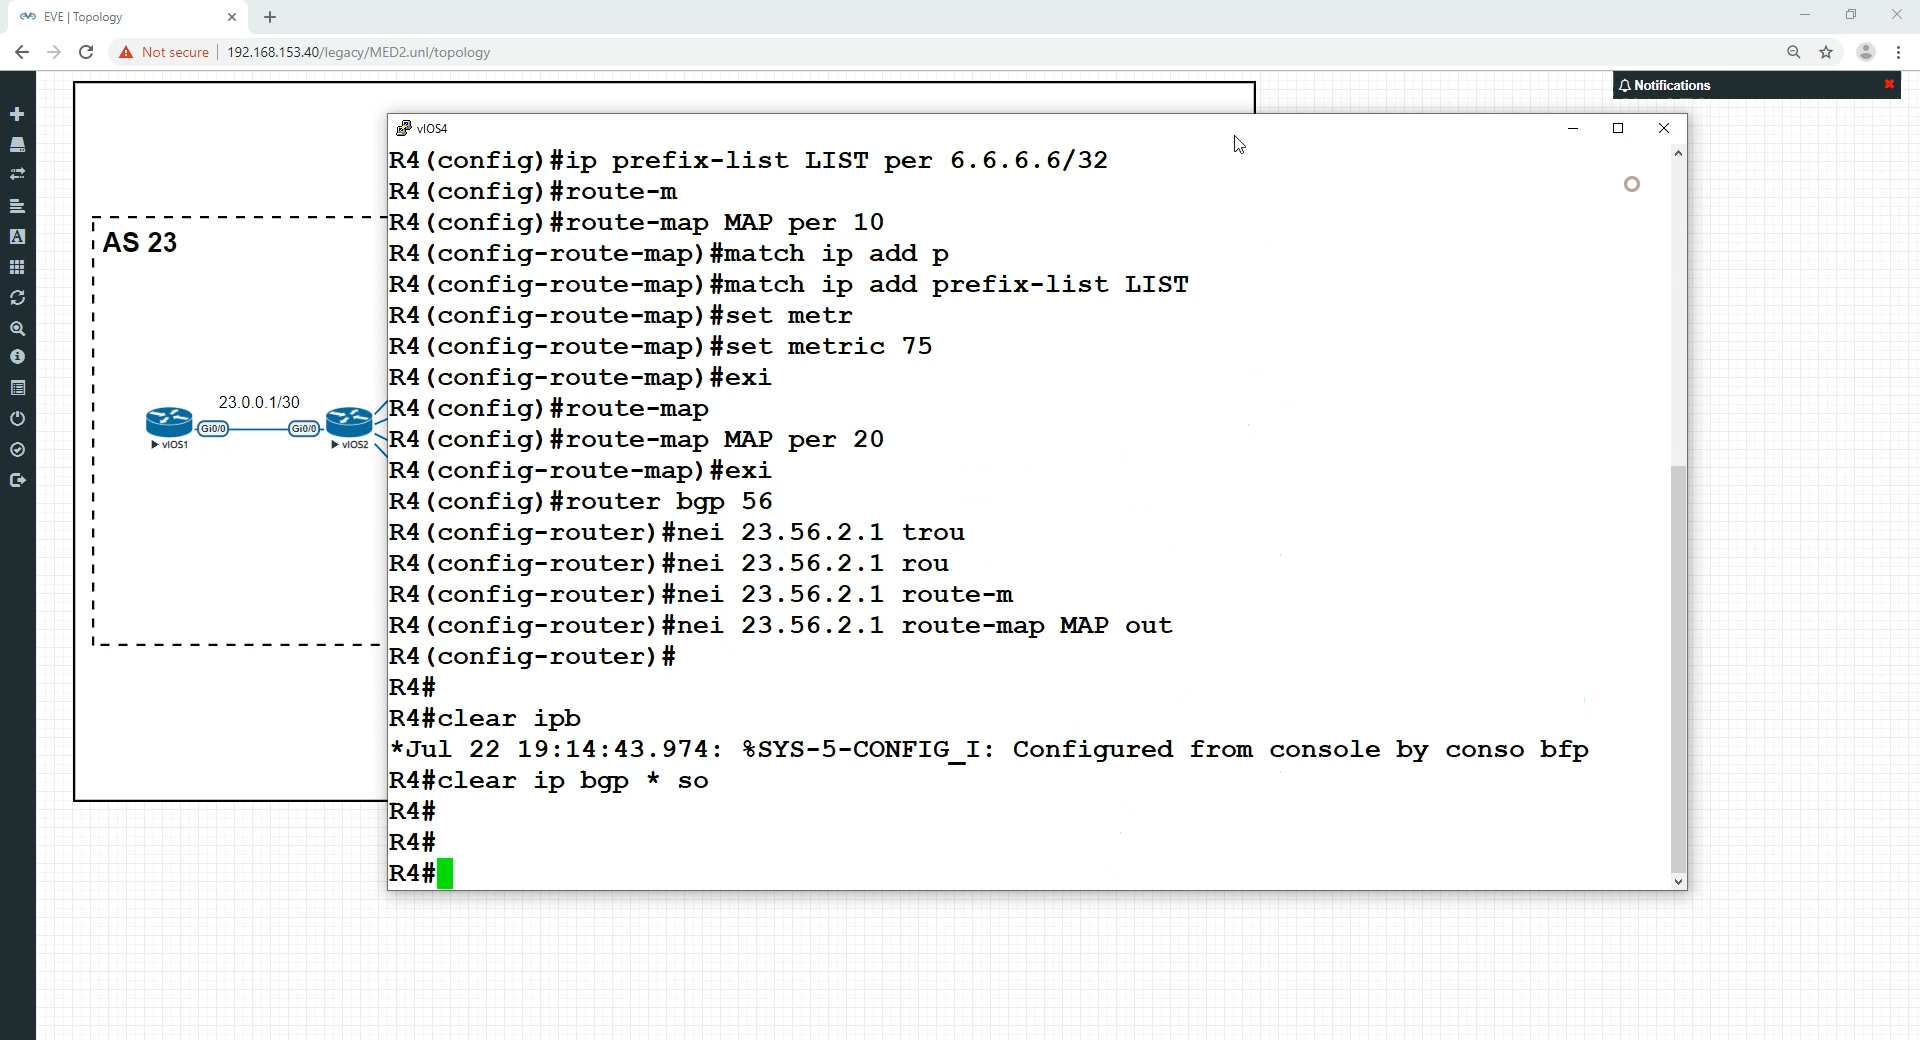 EVE | Topology
Not secure
192.168.153.40/legacy/MED2.unl/topology
Notifications
AS 23
23.0.0.1/30
Gi0/0
Gi0/0
vIOS1
vIOS2
vIOS4
R4(config)#ip prefix-list LIST per 6.6.6.6/32
R4(config)#route-m
R4(config)#route-map MAP per 10
R4(config-route-map)#match ip add p
R4(config-route-map)#match ip add prefix-list LIST
R4(config-route-map)#set metr
R4(config-route-map)#set metric 75
R4(config-route-map)#exi
R4(config)#route-map
R4(config)#route-map MAP per 20
R4(config-route-map)#exi
R4(config)#router bgp 56
R4(config-router)#nei 23.56.2.1 trou
R4(config-router)#nei 23.56.2.1 rou
R4(config-router)#nei 23.56.2.1 route-m
R4(config-router)#nei 23.56.2.1 route-map MAP out
R4(config-router)#
R4#
R4#clear ipb
*Jul 22 19:14:43.974: %SYS-5-CONFIG_I: Configured from console by conso bfp
R4#clear ip bgp * so
R4#
R4#
R4#